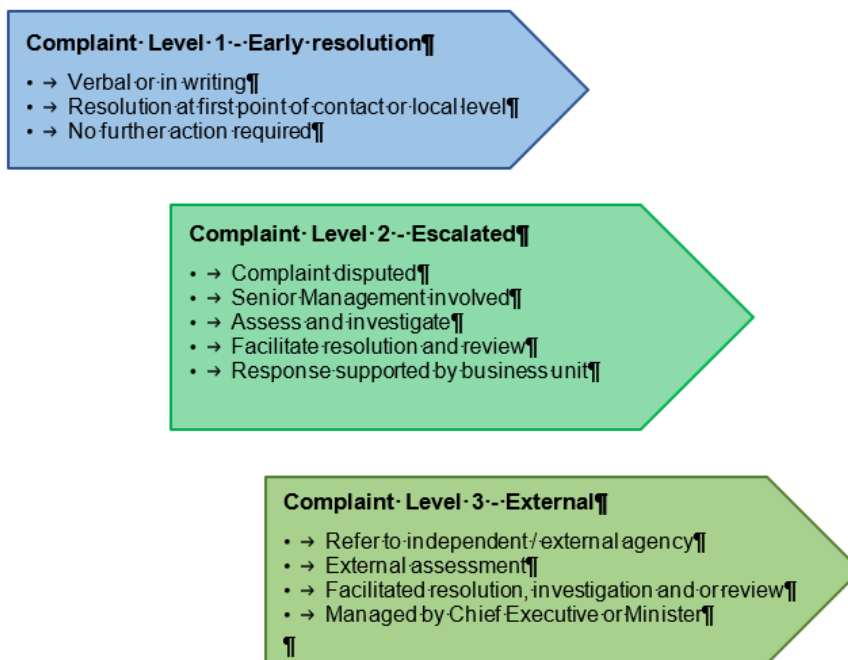 Complaint Level 1 - Early resolution¶
• → Verbal or in writing¶
• → Resolution at first point of contact or local level¶
• → No further action required¶
Complaint Level 2 - Escalated¶
• → Complaint disputed¶
• → Senior Management involved¶
• → Assess and investigate¶
• → Facilitate resolution and review¶
• → Response supported by business unit¶
Complaint Level 3 - External¶
• → Refer to independent / external agency¶
• → External assessment¶
• → Facilitated resolution, investigation and or review¶
• → Managed by Chief Executive or Minister¶
¶